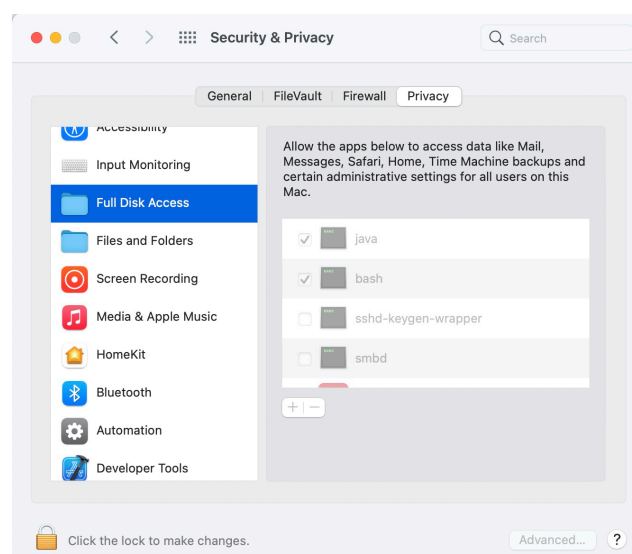 Security & Privacy
Search
General
FileVault
Firewall
Privacy
Accessibility
Input Monitoring
Full Disk Access
Files and Folders
Screen Recording
Media & Apple Music
HomeKit
Bluetooth
Automation
Developer Tools
Allow the apps below to access data like Mail,
Messages, Safari, Home, Time Machine backups and
certain administrative settings for all users on this
Mac.
java
bash
sshd-keygen-wrapper
smbd
Click the lock to make changes.
Advanced...
?